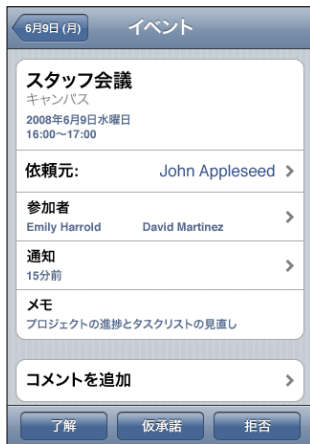 6月9日 (月)
イベント
スタッフ会議
キャンパス
2008年6月9日水曜日
16:00〜17:00
依頼元: John Appleseed
参加者
Emily Harrold David Martinez
通知
15分前
メモ
プロジェクトの進捗とタスクリストの見直し
コメントを追加
了解 仮承諾 拒否